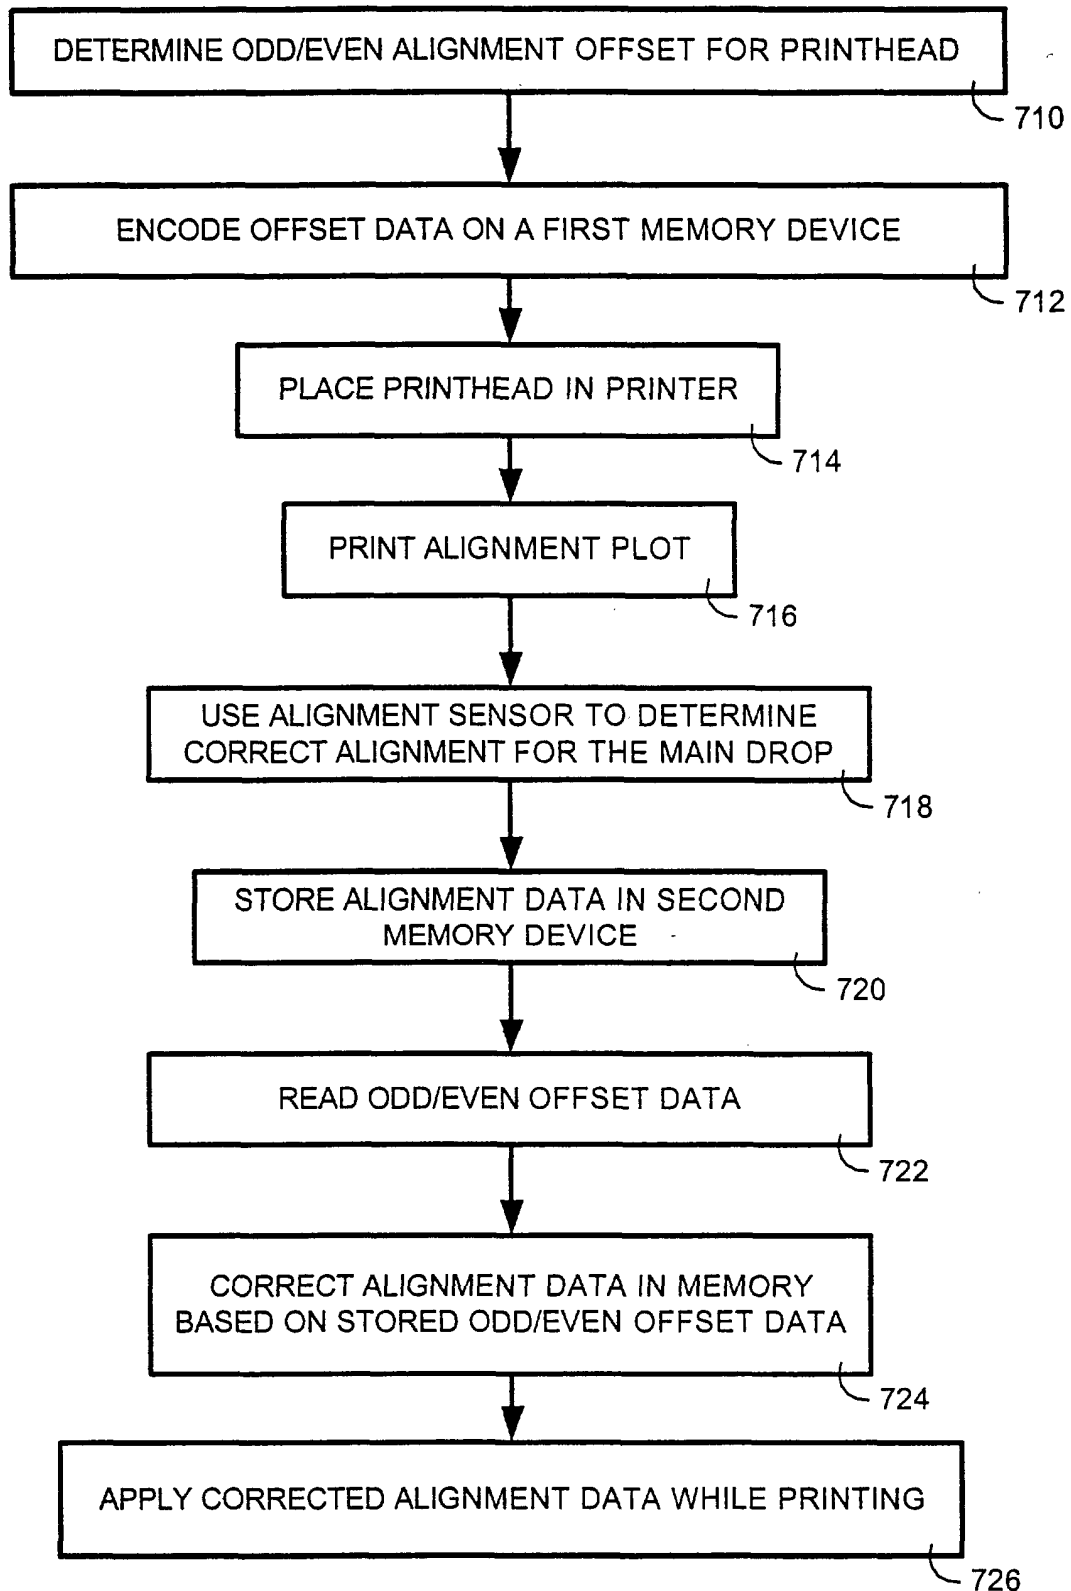 DETERMINE ODD/EVEN ALIGNMENT OFFSET FOR PRINTHEAD
710
ENCODE OFFSET DATA ON A FIRST MEMORY DEVICE
712
PLACE PRINTHEAD IN PRINTER
714
PRINT ALIGNMENT PLOT
716
USE ALIGNMENT SENSOR TO DETERMINE
CORRECT ALIGNMENT FOR THE MAIN DROP
718
STORE ALIGNMENT DATA IN SECOND
MEMORY DEVICE
720
READ ODD/EVEN OFFSET DATA
722
CORRECT ALIGNMENT DATA IN MEMORY
BASED ON STORED ODD/EVEN OFFSET DATA
724
APPLY CORRECTED ALIGNMENT DATA WHILE PRINTING
726